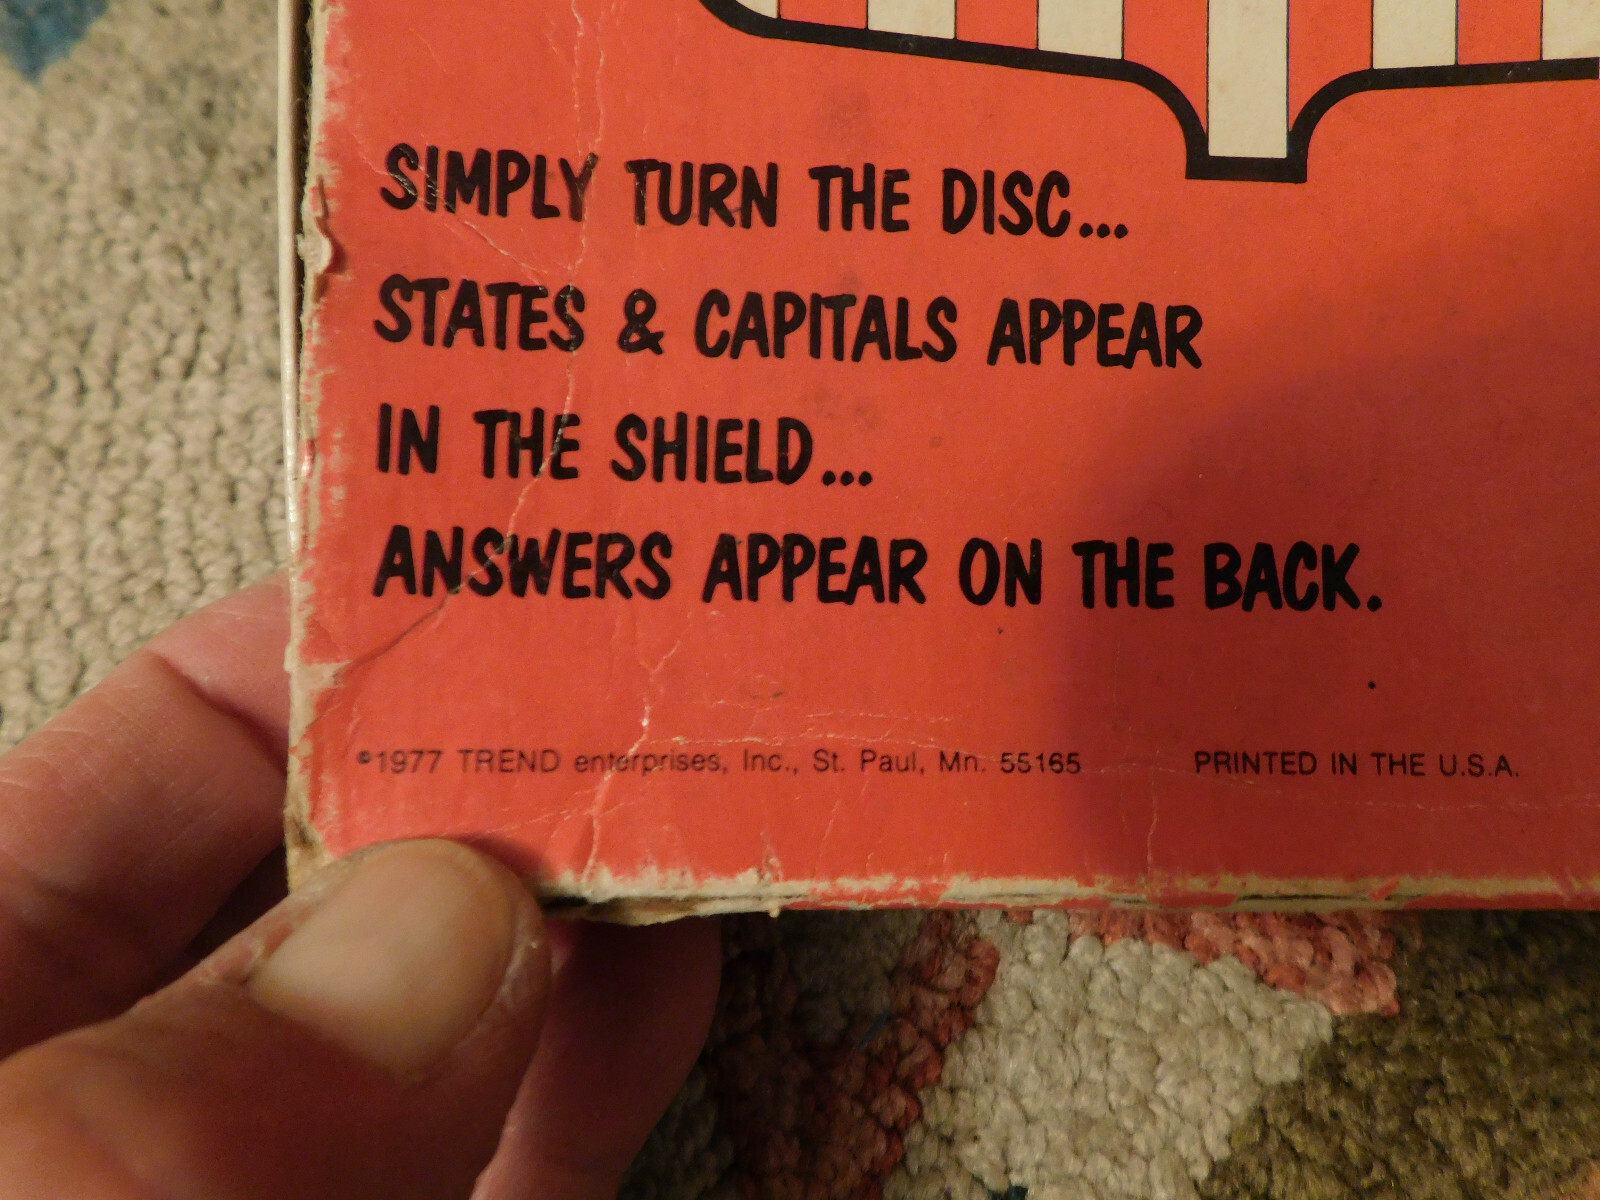 SIMPLY TURN THE DISC...
STATES & CAPITALS APPEAR
IN THE SHIELD...
ANSWERS APPEAR ON THE BACK.
©1977 TREND enterprises, Inc., St. Paul, Mn. 55165 PRINTED IN THE U.S.A.